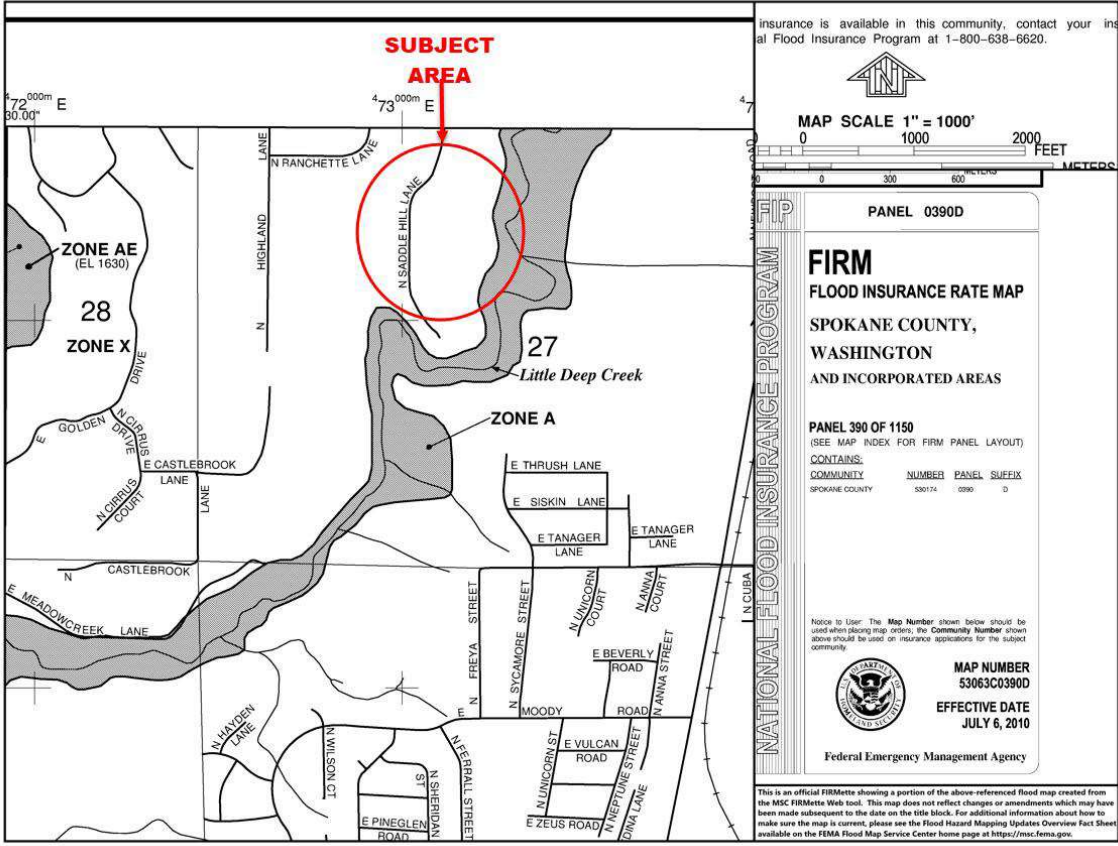 SUBJECT
AREA
472000m E
30.00"
473000m E
47
N RANCHETTE LANE
N HIGHLAND LANE
N SADDLE HILL LANE
ZONE AE
(EL 1630)
28
ZONE X
27
Little Deep Creek
ZONE A
E GOLDEN DRIVE
N CIRRUS
DRIVE
E CASTLEBROOK
LANE
N CIRRUS
COURT
LANE
N CASTLEBROOK
E MEADOWCREEK LANE
E THRUSH LANE
E SISKIN LANE
E TANAGER
LANE
E TANAGER
LANE
N FREYA STREET
N SYCAMORE STREET
N UNICORN
COURT
N ANNA
COURT
N CUBA
E BEVERLY
ROAD
N ANNA STREET
E MOODY ROAD
N HAYDEN
LANE
N WILSON CT
N FERRALL STREET
N SHERIDAN
ST
E PINEGLEN
ROAD
N UNICORN ST
E VULCAN
ROAD
N NEPTUNE STREET
DINA LANE
E ZEUS ROAD
insurance is available in this community, contact your ins
al Flood Insurance Program at 1-800-638-6620.
N
MAP SCALE 1" = 1000'
0 1000 2000
FEET
METERS
0 300 600
METERS
NFIP
NATIONAL FLOOD INSURANCE PROGRAM
PANEL 0390D
FIRM
FLOOD INSURANCE RATE MAP
SPOKANE COUNTY,
WASHINGTON
AND INCORPORATED AREAS
PANEL 390 OF 1150
(SEE MAP INDEX FOR FIRM PANEL LAYOUT)
CONTAINS:
COMMUNITY NUMBER PANEL SUFFIX
SPOKANE COUNTY 530174 0390 D
Notice to User: The Map Number shown below should be
used when placing map orders; the Community Number shown
above should be used on insurance applications for the subject
community.
U.S. DEPARTMENT OF
HOMELAND SECURITY
MAP NUMBER
53063C0390D
EFFECTIVE DATE
JULY 6, 2010
Federal Emergency Management Agency
This is an official FIRMette showing a portion of the above-referenced flood map created from
the MSC FIRMette Web tool. This map does not reflect changes or amendments which may have
been made subsequent to the date on the title block. For additional information about how to
make sure the map is current, please see the Flood Hazard Mapping Updates Overview Fact Sheet
available on the FEMA Flood Map Service Center home page at https://msc.fema.gov.